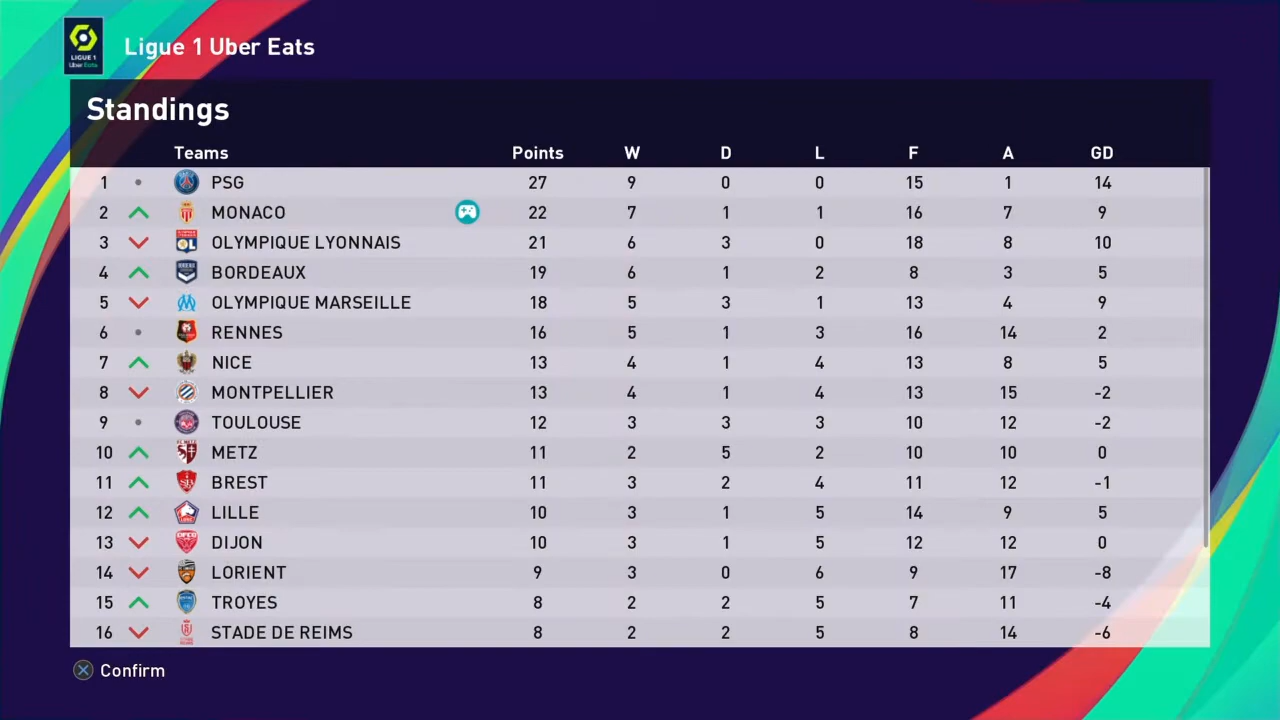 LIGUE 1
Uber Eats
Ligue 1 Uber Eats
Standings
Teams Points W D L F A GD
1 PSG 27 9 0 0 15 1 14
2 MONACO 22 7 1 1 16 7 9
3 OLYMPIQUE LYONNAIS 21 6 3 0 18 8 10
4 BORDEAUX 19 6 1 2 8 3 5
5 OLYMPIQUE MARSEILLE 18 5 3 1 13 4 9
6 RENNES 16 5 1 3 16 14 2
7 NICE 13 4 1 4 13 8 5
8 MONTPELLIER 13 4 1 4 13 15 -2
9 TOULOUSE 12 3 3 3 10 12 -2
10 METZ 11 2 5 2 10 10 0
11 BREST 11 3 2 4 11 12 -1
12 LILLE 10 3 1 5 14 9 5
13 DIJON 10 3 1 5 12 12 0
14 LORIENT 9 3 0 6 9 17 -8
15 TROYES 8 2 2 5 7 11 -4
16 STADE DE REIMS 8 2 2 5 8 14 -6
Confirm